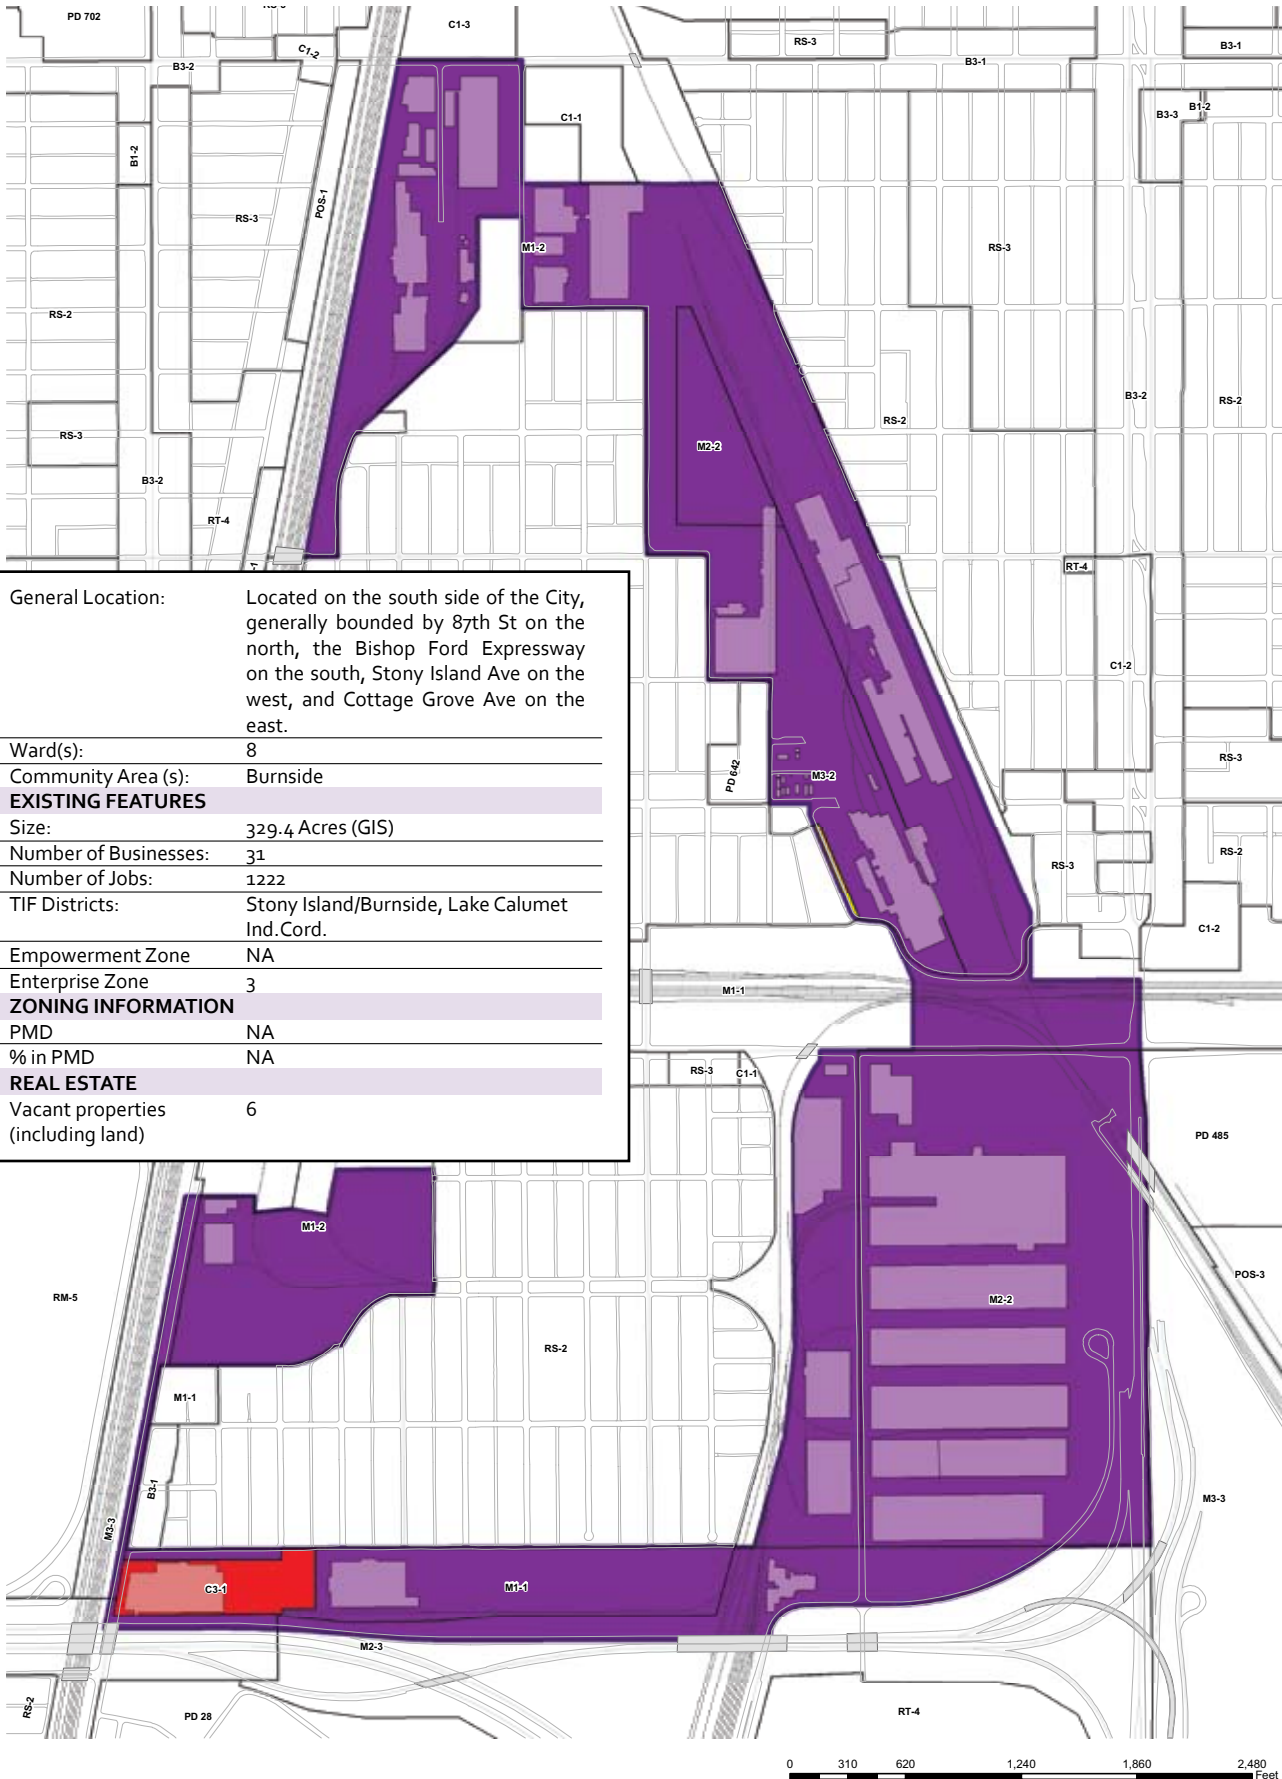 PD 702
C1-3
RS-3
B3-1
C1-2
B3-2
B3-1
C1-1
B3-3
B1-2
B1-2
POS-1
RS-3
M1-2
RS-3
RS-2
B3-2
RS-2
RS-2
RS-3
M2-2
B3-2
RT-4
RT-4
General Location: Located on the south side of the City,
generally bounded by 87th St on the
north, the Bishop Ford Expressway
on the south, Stony Island Ave on the
west, and Cottage Grove Ave on the
east.
Ward(s): 8
Community Area (s): Burnside
EXISTING FEATURES
Size: 329.4 Acres (GIS)
Number of Businesses: 31
Number of Jobs: 1222
TIF Districts: Stony Island/Burnside, Lake Calumet
Ind.Cord.
Empowerment Zone NA
Enterprise Zone 3
ZONING INFORMATION
PMD NA
% in PMD NA
REAL ESTATE
Vacant properties 6
(including land)
C1-2
PD 642
M3-2
RS-3
RS-3
RS-2
C1-2
M1-1
RS-3
C1-1
PD 485
M1-2
RM-5
POS-3
M2-2
RS-2
M1-1
B3-1
M3-3
M3-3
C3-1
M1-1
M2-3
RS-2
PD 28
RT-4
0 310 620 1,240 1,860 2,480
Feet